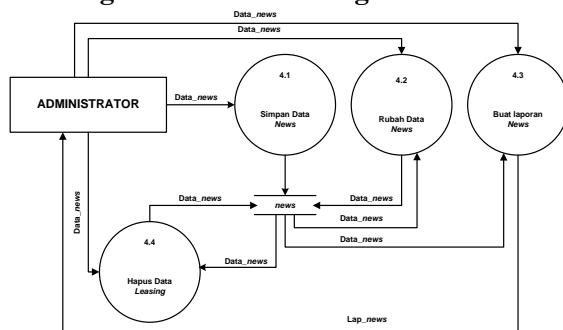 Data_news
Data_news
4.1
4.2
4.3
ADMINISTRATOR
Data_news
Simpan Data
News
Rubah Data
News
Buat laporan
News
Data_news
news
Data_news
Data_news
Data_news
Data_news
4.4
Data_news
Hapus Data
Leasing
Lap_news